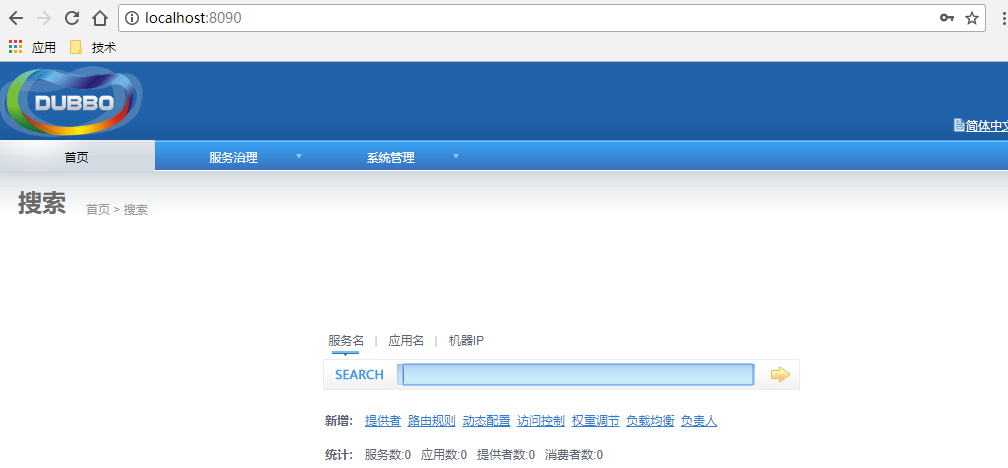 localhost:8090
应用 技术
DUBBO
简体中文
首页 服务治理 系统管理
搜索 首页 > 搜索
服务名 | 应用名 | 机器IP
SEARCH
新增: 提供者 路由规则 动态配置 访问控制 权重调节 负载均衡 负责人
统计: 服务数:0 应用数:0 提供者数:0 消费者数:0